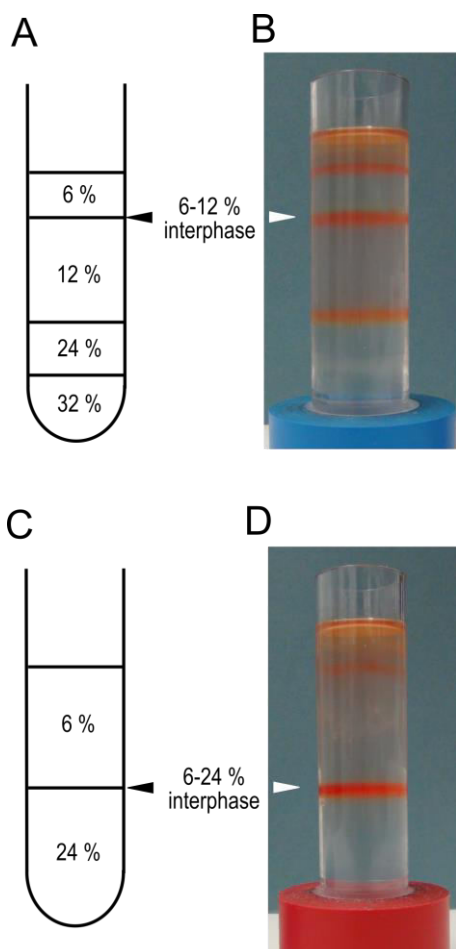 A
B
6 %
6-12 %
interphase
12 %
24 %
32 %
C
D
6 %
6-24 %
interphase
24 %